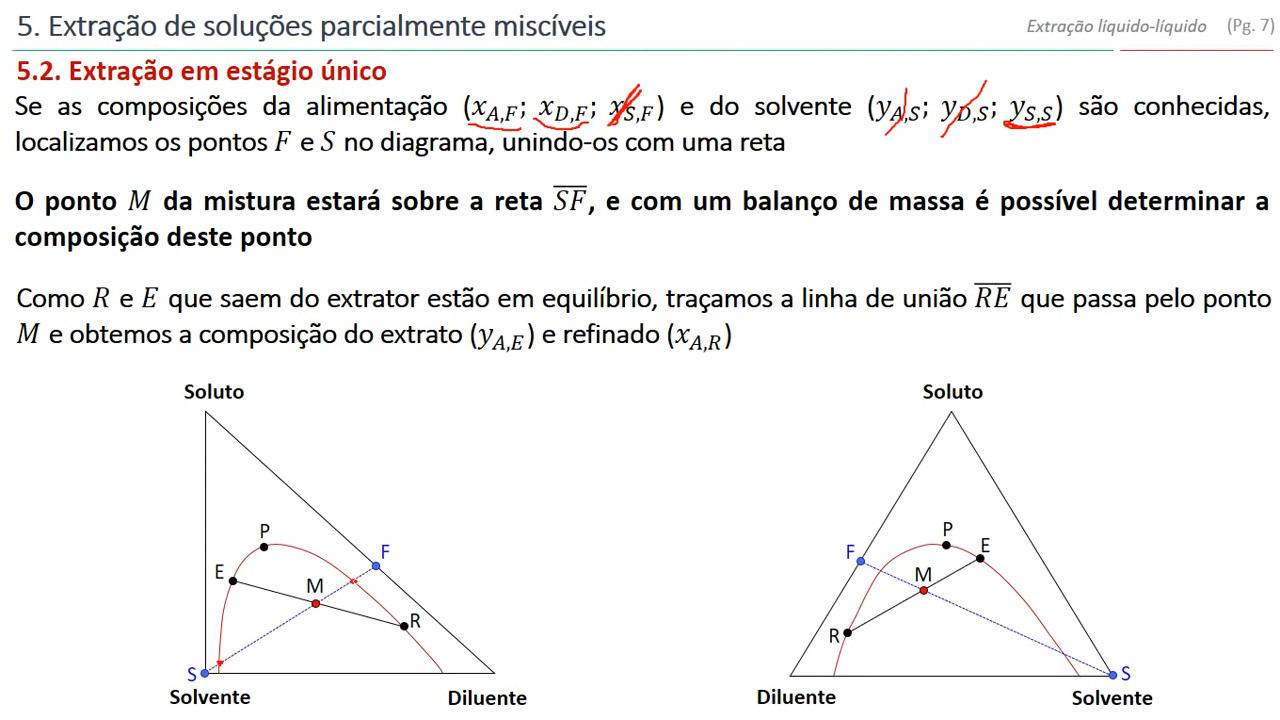 5. Extração de soluções parcialmente miscíveis
Extração líquido-líquido (Pg. 7)
5.2. Extração em estágio único
Se as composições da alimentação (x_{A,F}; x_{D,F}; x_{S,F}) e do solvente (y_{A,S}; y_{D,S}; y_{S,S}) são conhecidas,
localizamos os pontos F e S no diagrama, unindo-os com uma reta
O ponto M da mistura estará sobre a reta \overline{SF}, e com um balanço de massa é possível determinar a
composição deste ponto
Como R e E que saem do extrator estão em equilíbrio, traçamos a linha de união \overline{RE} que passa pelo ponto
M e obtemos a composição do extrato (y_{A,E}) e refinado (x_{A,R})
Soluto
P
F
E
M
R
S
Solvente
Diluente
Soluto
P
E
F
M
R
S
Diluente
Solvente